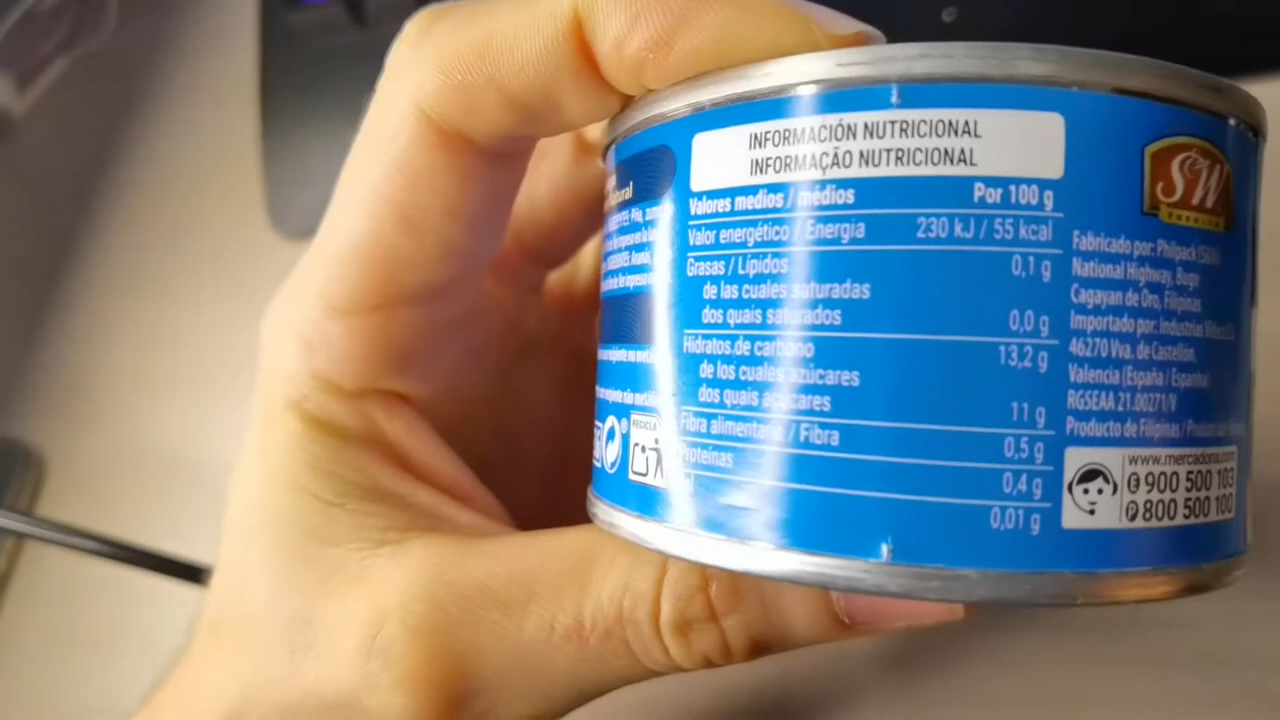 INFORMACIÓN NUTRICIONAL
INFORMAÇÃO NUTRICIONAL
Valores medios / médios Por 100 g
Valor energético / Energia 230 kJ / 55 kcal
Grasas / Lípidos 0,1 g
de las cuales saturadas
dos quais saturados 0,0 g
Hidratos de carbono 13,2 g
de los cuales azúcares
dos quais açúcares 11 g
Fibra alimentaria / Fibra 0,5 g
Proteínas 0,4 g
0,01 g
S&W
PREMIUM
Fabricado por: Philpack (S&W)
National Highway, Bugo
Cagayan de Oro, Filipinas
Importado por: Industrias
46270 Vva. de Castellón,
Valencia (España / Espanha)
RGSEAA 21.00271/V
Producto de Filipinas /
www.mercadona.com
E 900 500 103
P 800 500 100
Piña,
Ananás,
RECICLA